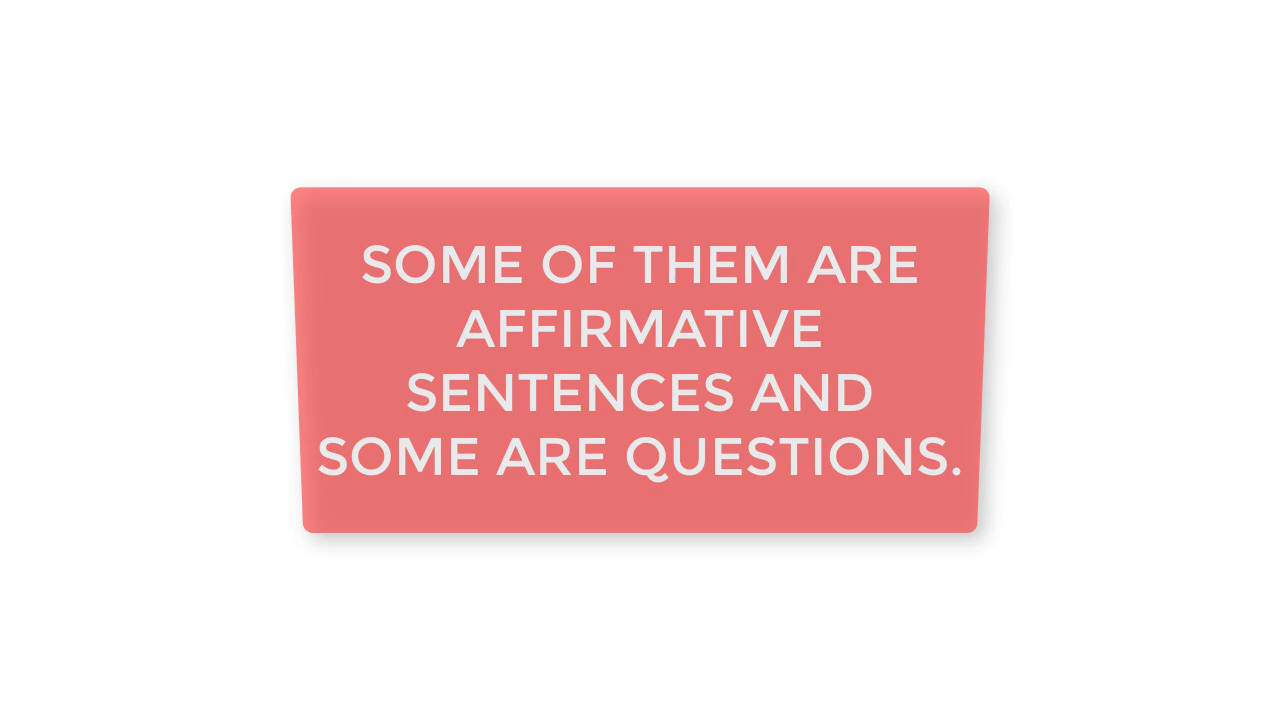 SOME OF THEM ARE
AFFIRMATIVE
SENTENCES AND
SOME ARE QUESTIONS.